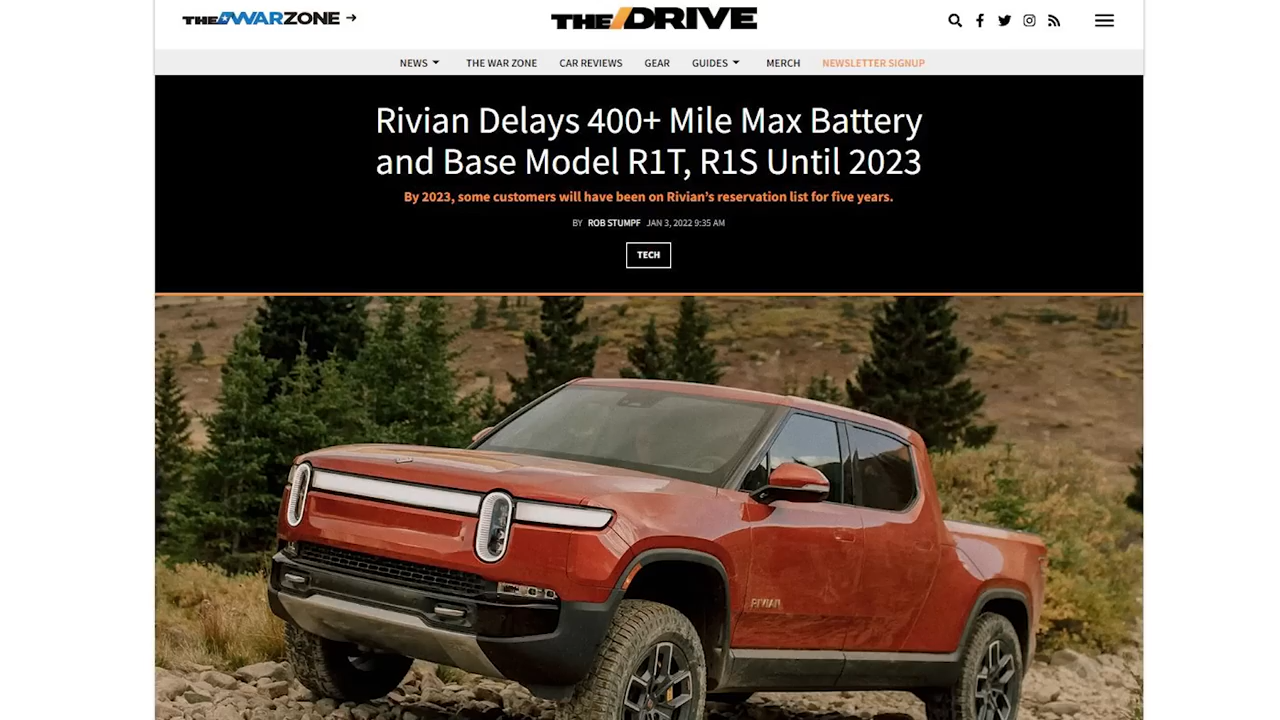 THE WARZONE →
THE DRIVE
NEWS
THE WAR ZONE
CAR REVIEWS
GEAR
GUIDES
MERCH
NEWSLETTER SIGNUP
Rivian Delays 400+ Mile Max Battery
and Base Model R1T, R1S Until 2023
By 2023, some customers will have been on Rivian’s reservation list for five years.
BY ROB STUMPF JAN 3, 2022 9:35 AM
TECH
RIVIAN